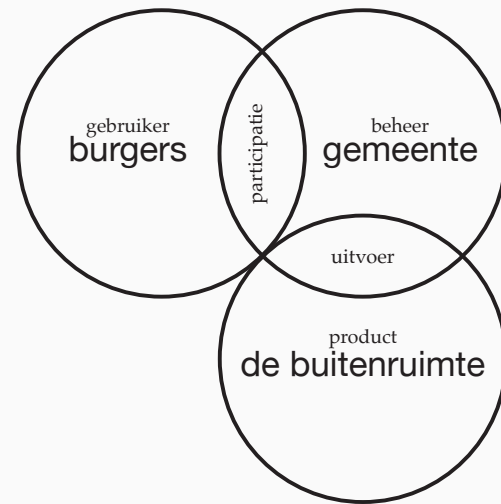 gebruiker
burgers
participatie
beheer
gemeente
uitvoer
product
de buitenruimte